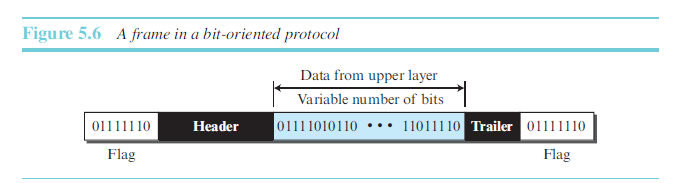 Figure 5.6 A frame in a bit-oriented protocol
Data from upper layer
Variable number of bits
01111110 Header 01111010110 ••• 11011110 Trailer 01111110
Flag Flag